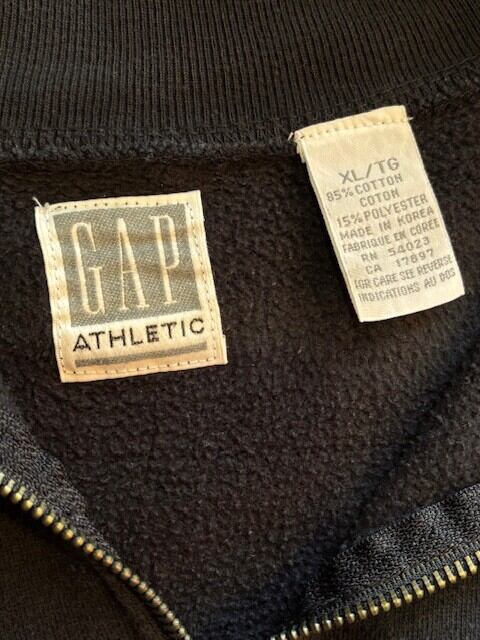 GAP
ATHLETIC
XL/TG
85% COTTON
COTON
15% POLYESTER
MADE IN KOREA
FABRIQUE EN COREE
RN 54023
CA 17897
FOR CARE SEE REVERSE
INDICATIONS AU DOS